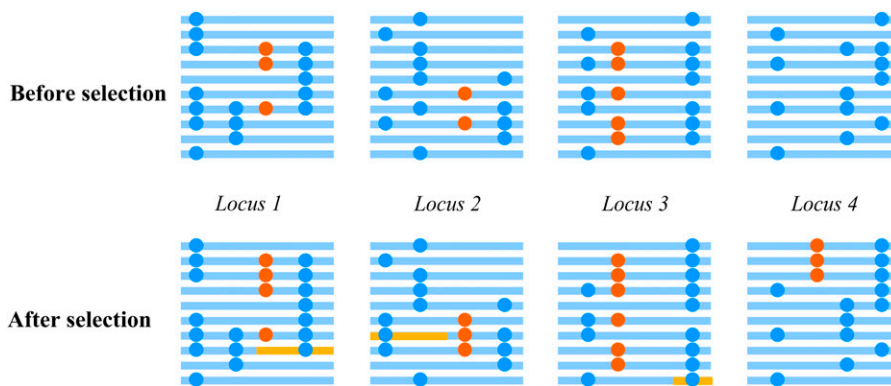 Before selection
Locus 1
Locus 2
Locus 3
Locus 4
After selection